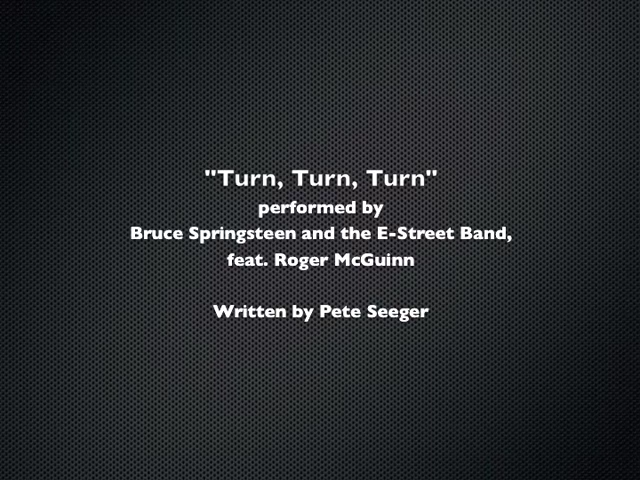 "Turn, Turn, Turn"
performed by
Bruce Springsteen and the E-Street Band,
feat. Roger McGuinn
Written by Pete Seeger